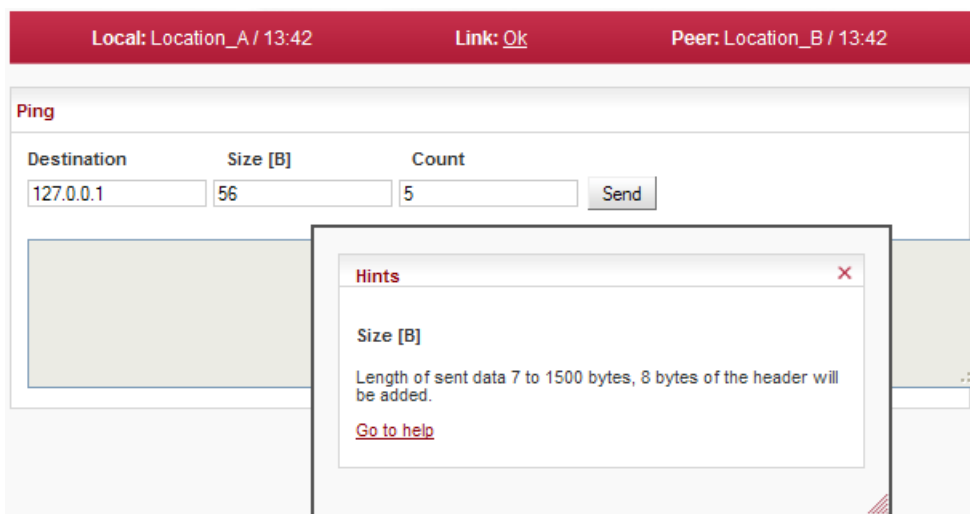 Local: Location_A / 13:42 Link: Ok Peer: Location_B / 13:42
Ping
Destination Size [B] Count
127.0.0.1 56 5 Send
Hints
Size [B]
Length of sent data 7 to 1500 bytes, 8 bytes of the header will
be added.
Go to help